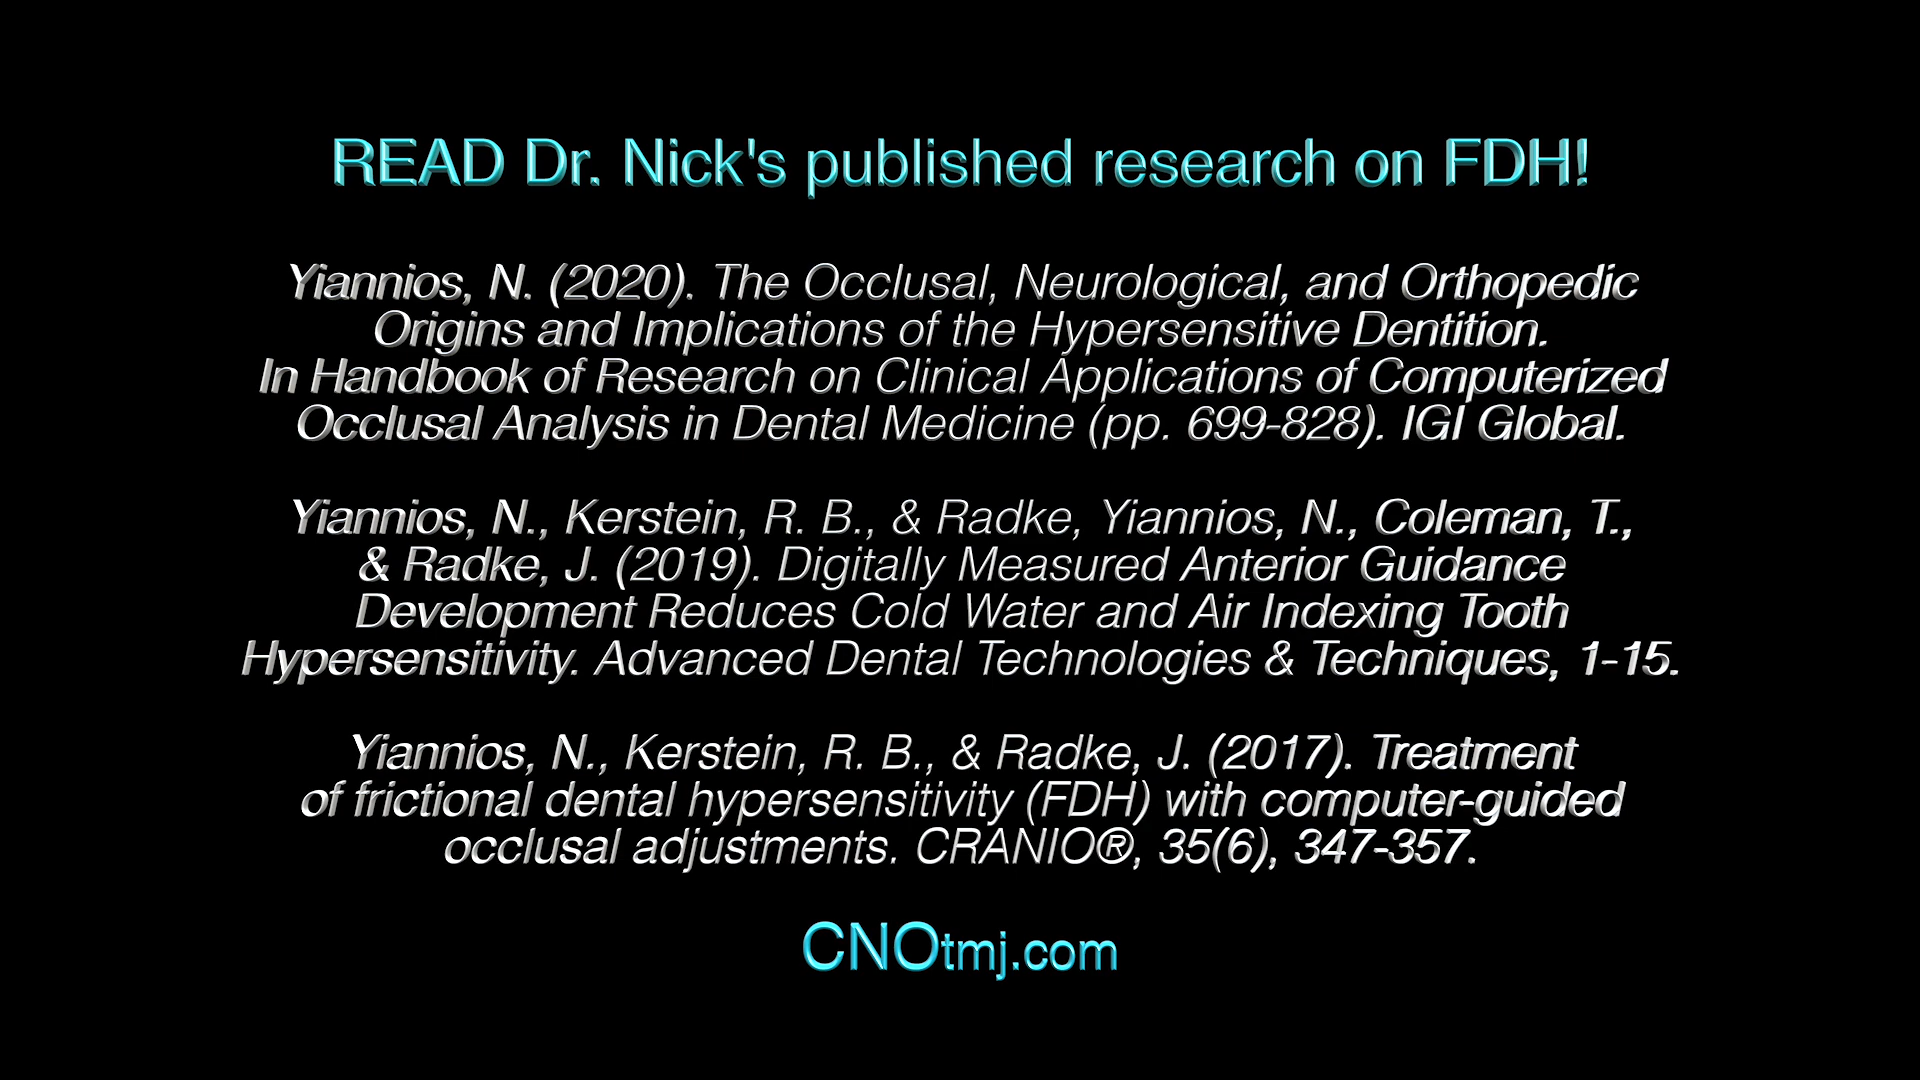 READ Dr. Nick's published research on FDH!
Yiannios, N. (2020). The Occlusal, Neurological, and Orthopedic
Origins and Implications of the Hypersensitive Dentition.
In Handbook of Research on Clinical Applications of Computerized
Occlusal Analysis in Dental Medicine (pp. 699-828). IGI Global.
Yiannios, N., Kerstein, R. B., & Radke, Yiannios, N., Coleman, T.,
& Radke, J. (2019). Digitally Measured Anterior Guidance
Development Reduces Cold Water and Air Indexing Tooth
Hypersensitivity. Advanced Dental Technologies & Techniques, 1-15.
Yiannios, N., Kerstein, R. B., & Radke, J. (2017). Treatment
of frictional dental hypersensitivity (FDH) with computer-guided
occlusal adjustments. CRANIO®, 35(6), 347-357.
CNOtmj.com